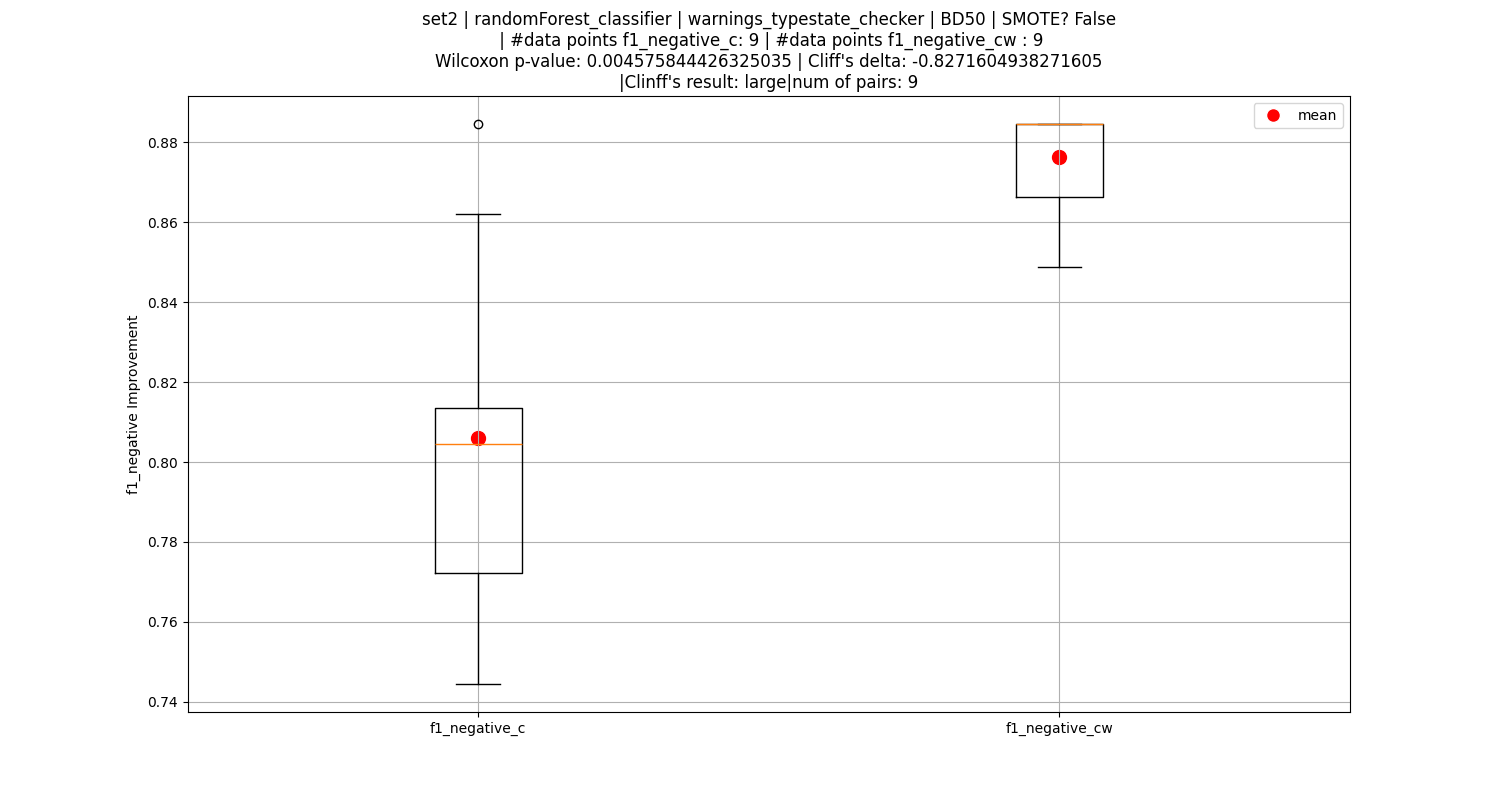 set2 | randomForest_classifier | warnings_typestate_checker | BD50 | SMOTE? False
| #data points f1_negative_c: 9 | #data points f1_negative_cw : 9
Wilcoxon p-value: 0.004575844426325035 | Cliff's delta: -0.8271604938271605
|Clinff's result: large|num of pairs: 9
mean
0.88
0.86
0.84
0.82
0.80
0.78
0.76
0.74
f1_negative Improvement
f1_negative_c
f1_negative_cw